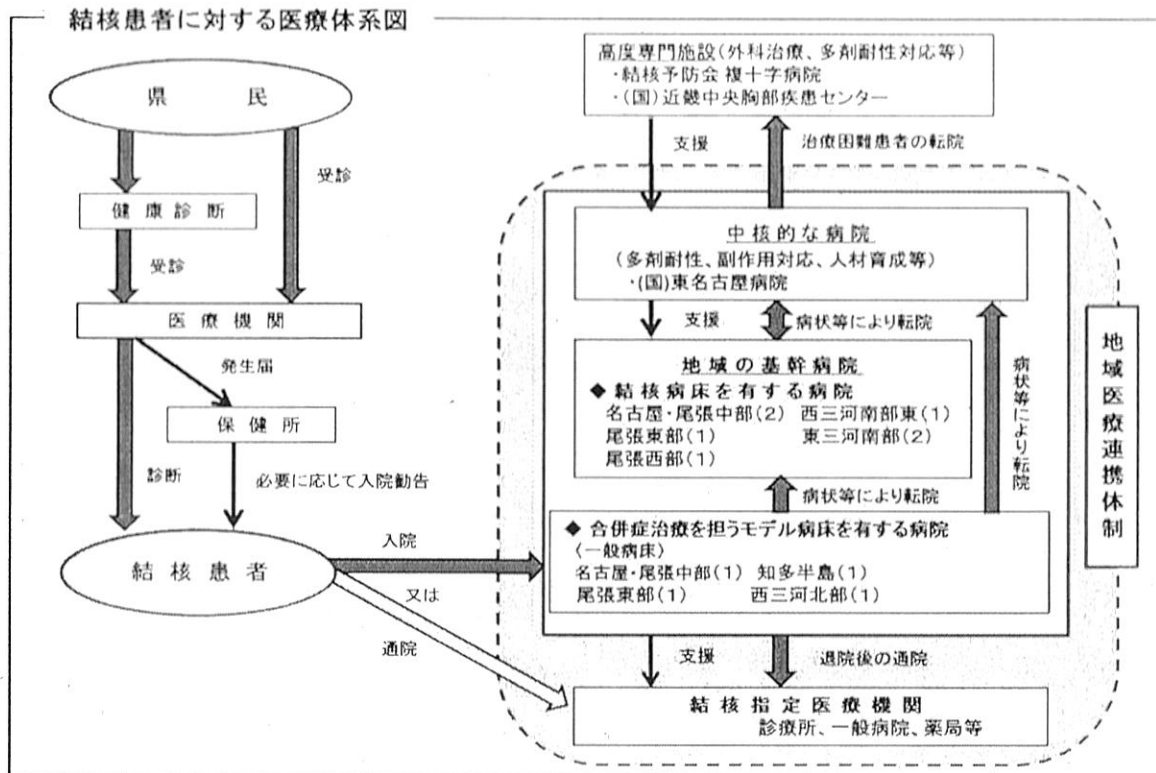 結核患者に対する医療体系図
県民
受診
健康診断
受診
医療機関
発生届
保健所
診断
必要に応じて入院勧告
結核患者
入院
又は
通院
高度専門施設(外科治療、多剤耐性対応等)
・結核予防会 複十字病院
・(国)近畿中央胸部疾患センター
支援
治療困難患者の転院
中核的な病院
(多剤耐性、副作用対応、人材育成等)
・(国)東名古屋病院
支援
病状等により転院
地域の基幹病院
◆ 結核病床を有する病院
名古屋・尾張中部(2) 西三河南部東(1)
尾張東部(1) 東三河南部(2)
尾張西部(1)
病状等により転院
病状等により転院
◆ 合併症治療を担うモデル病床を有する病院
(一般病床)
名古屋・尾張中部(1) 知多半島(1)
尾張東部(1) 西三河北部(1)
支援
退院後の通院
結核指定医療機関
診療所、一般病院、薬局等
地域医療連携体制